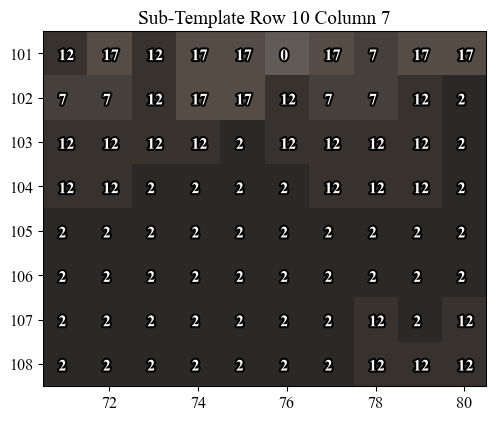 Sub-Template Row 10 Column 7
101 12 17 12 17 17 0 17 7 17 17
102 7 7 12 17 17 12 7 7 12 2
103 12 12 12 12 2 12 12 12 12 2
104 12 12 2 2 2 2 12 12 12 2
105 2 2 2 2 2 2 2 2 2 2
106 2 2 2 2 2 2 2 2 2 2
107 2 2 2 2 2 2 2 12 2 12
108 2 2 2 2 2 2 2 12 12 12
72 74 76 78 80